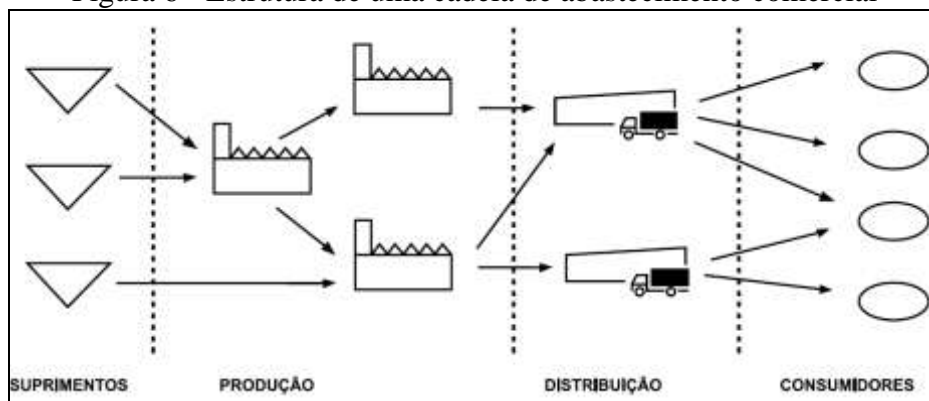 Figura 6 - Estrutura de uma cadeia de abastecimento comercial
SUPRIMENTOS PRODUÇÃO DISTRIBUIÇÃO CONSUMIDORES